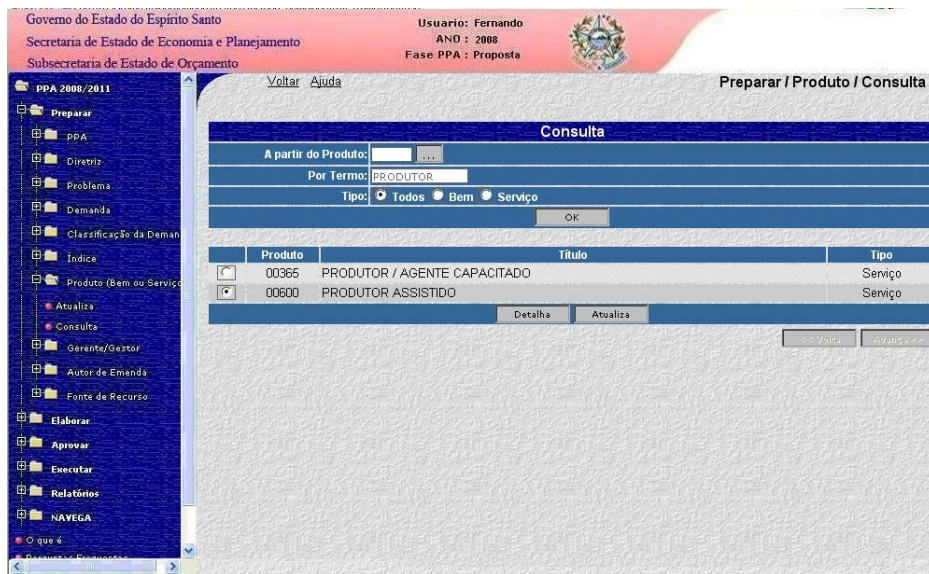 Governo do Estado do Espírito Santo
Secretaria de Estado de Economia e Planejamento
Subsecretaria de Estado de Orçamento
Usuario: Fernando
ANO : 2008
Fase PPA : Proposta
Voltar Ajuda
Preparar / Produto / Consulta
PPA 2008/2011
Preparar
PPA
Diretriz
Problema
Demanda
Classificação da Deman
Índice
Produto (Bem ou Serviço
Atualiza
Consulta
Gerente/Gestor
Autor de Emenda
Fonte de Recurso
Elaborar
Aprovar
Executar
Relatórios
NAVEGA
O que é
Perguntas Frequentes
Consulta
A partir do Produto: ...
Por Termo: PRODUTOR
Tipo: Todos Bem Serviço
OK
Produto Título Tipo
00365 PRODUTOR / AGENTE CAPACITADO Serviço
00600 PRODUTOR ASSISTIDO Serviço
Detalha Atualiza
<< Volta Avança >>